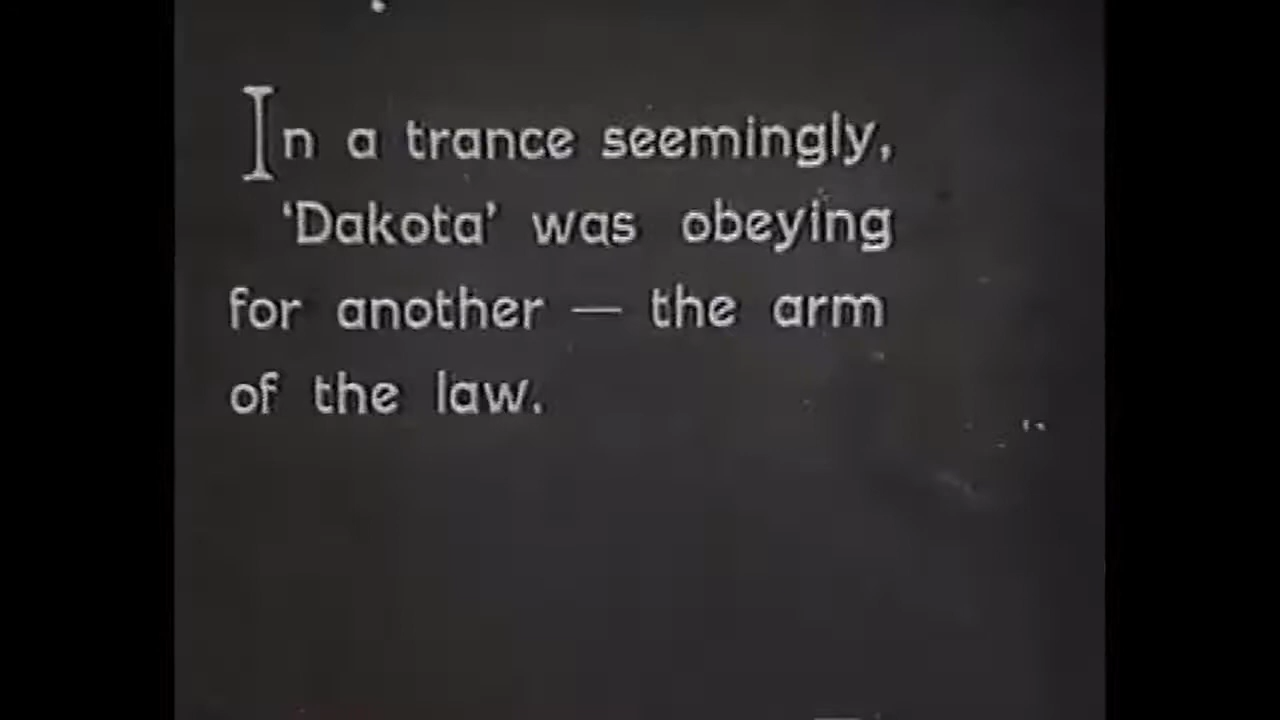 In a trance seemingly,
‘Dakota’ was obeying
for another — the arm
of the law.